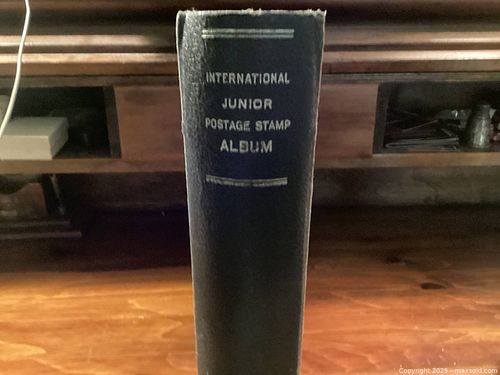 INTERNATIONAL
JUNIOR
POSTAGE STAMP
ALBUM
Copyright 2025 - maxsold.com